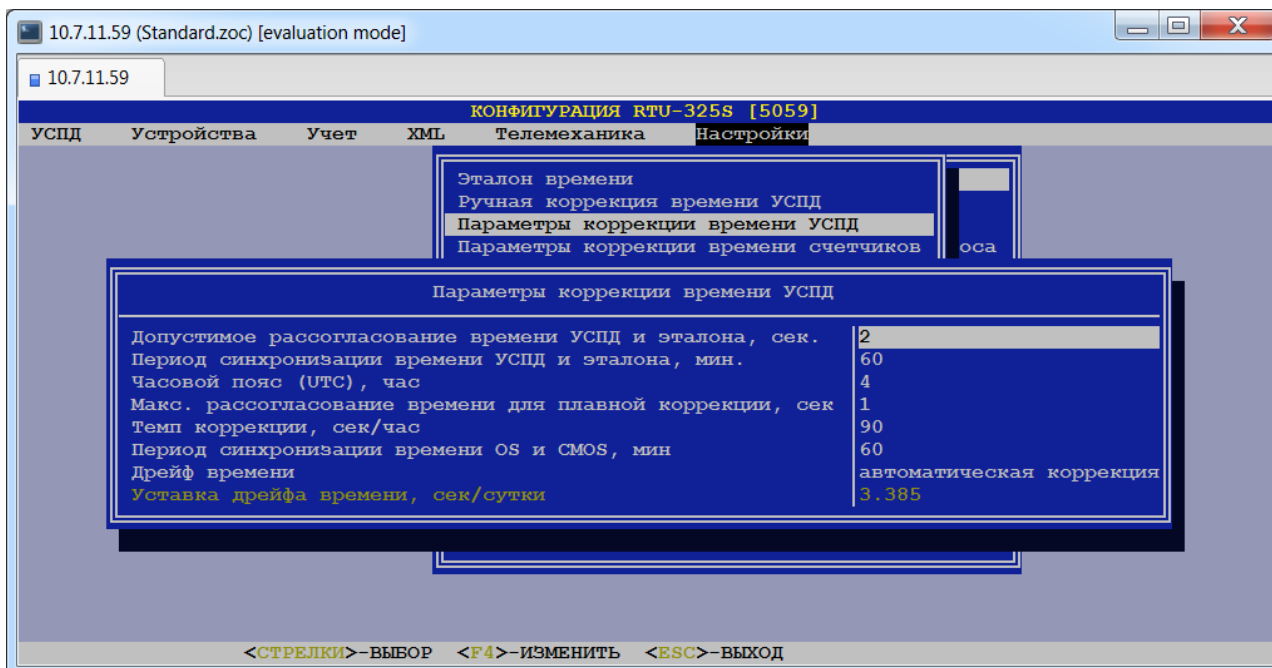 10.7.11.59 (Standard.zoc) [evaluation mode]
10.7.11.59
КОНФИГУРАЦИЯ RTU-325S [5059]
УСПД Устройства Учет XML Телемеханика Настройки
Эталон времени
Ручная коррекция времени УСПД
Параметры коррекции времени УСПД
Параметры коррекции времени счетчиков оса
Параметры коррекции времени УСПД
Допустимое рассогласование времени УСПД и эталона, сек. 2
Период синхронизации времени УСПД и эталона, мин. 60
Часовой пояс (UTC), час 4
Макс. рассогласование времени для плавной коррекции, сек 1
Темп коррекции, сек/час 90
Период синхронизации времени OS и CMOS, мин 60
Дрейф времени автоматическая коррекция
Уставка дрейфа времени, сек/сутки 3.385
<СТРЕЛКИ>-ВЫБОР <F4>-ИЗМЕНИТЬ <ESC>-ВЫХОД